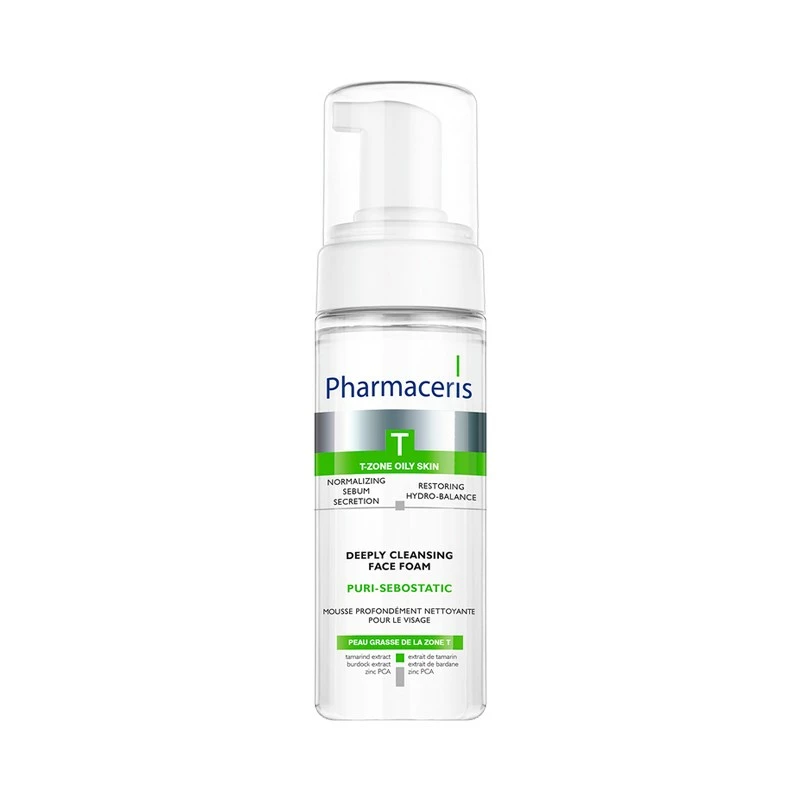 Pharmaceris
T
T-ZONE OILY SKIN
NORMALIZING
SEBUM
SECRETION
RESTORING
HYDRO-BALANCE
DEEPLY CLEANSING
FACE FOAM
PURI-SEBOSTATIC
MOUSSE PROFONDÉMENT NETTOYANTE
POUR LE VISAGE
PEAU GRASSE DE LA ZONE T
tamarind extract
burdock extract
zinc PCA
extrait de tamarin
extrait de bardane
zinc PCA